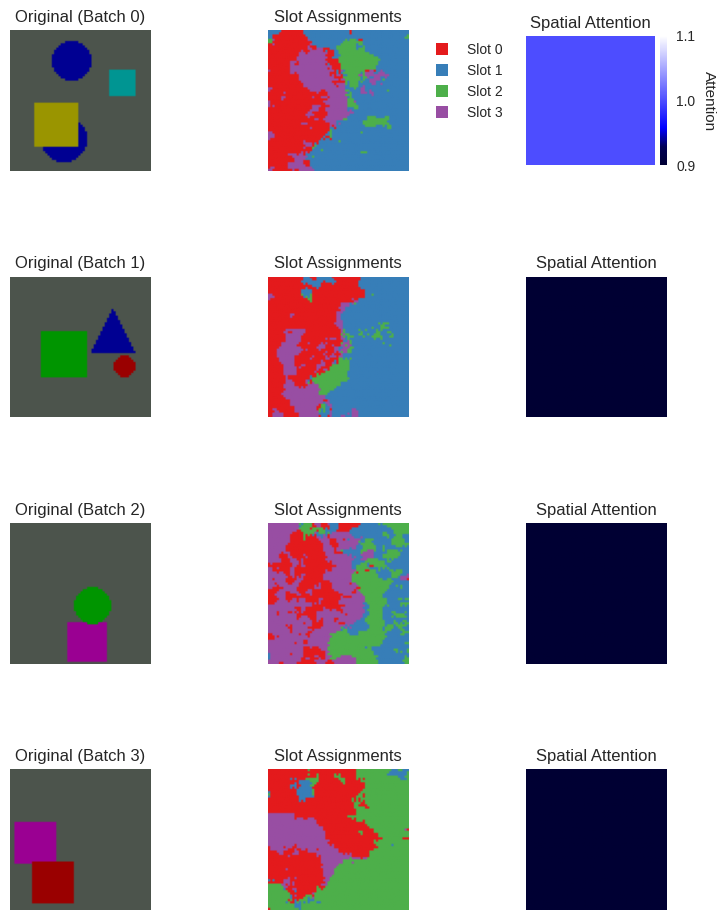 Original (Batch 0)
Slot Assignments
Slot 0
Slot 1
Slot 2
Slot 3
Spatial Attention
1.1
1.0
0.9
Attention
Original (Batch 1)
Slot Assignments
Spatial Attention
Original (Batch 2)
Slot Assignments
Spatial Attention
Original (Batch 3)
Slot Assignments
Spatial Attention